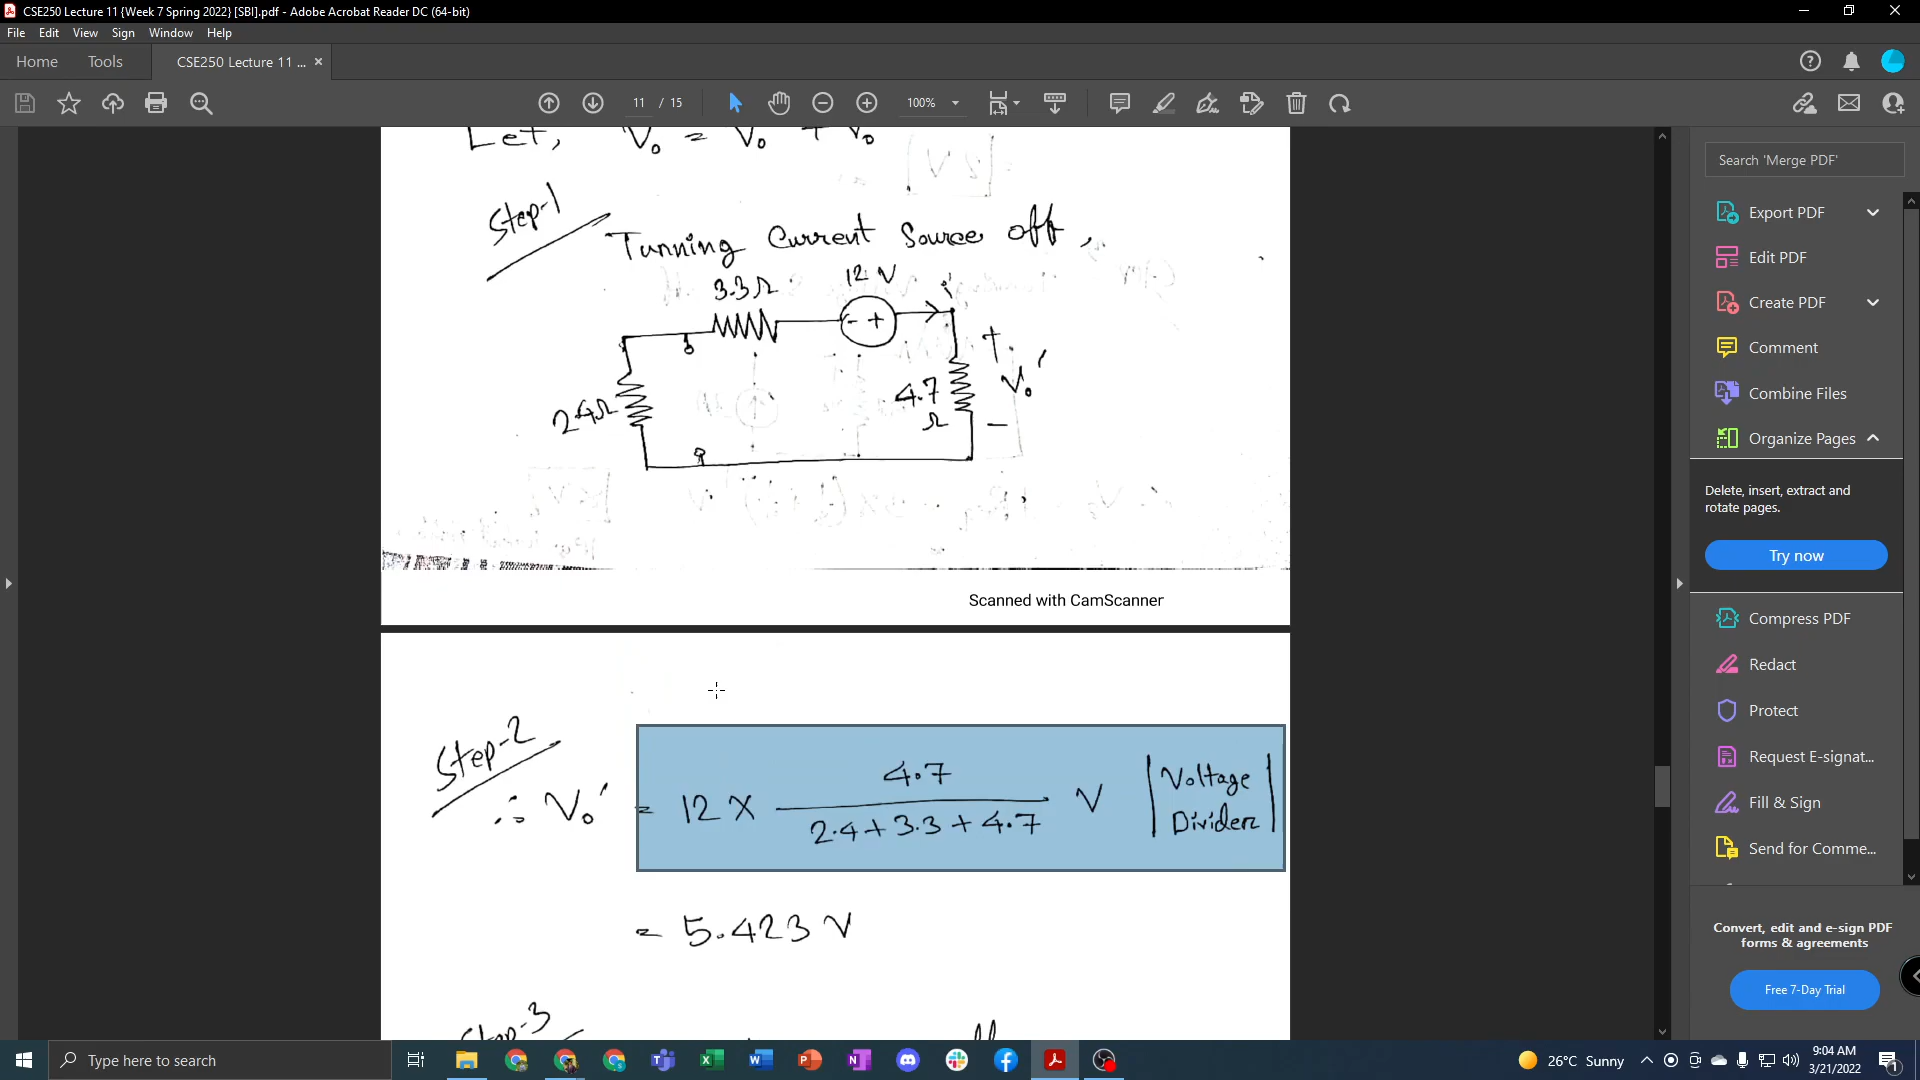 CSE250 Lecture 11 {Week 7 Spring 2022} [SBI].pdf - Adobe Acrobat Reader DC (64-bit)
File Edit View Sign Window Help
Home Tools CSE250 Lecture 11 ... ×
11 / 15 100%
Let, V₀ = V₀ + V₀
Step-1
Turning Current Source off,
3.3Ω 12 V i'
- + +
2.4Ω 4.7 Ω V₀'
-
Scanned with CamScanner
Step-2
∴ V₀' = 12 × 4.7 / 2.4+3.3+4.7 V | Voltage Divider |
= 5.423 V
Step-3
Search 'Merge PDF'
Export PDF
Edit PDF
Create PDF
Comment
Combine Files
Organize Pages
Delete, insert, extract and
rotate pages.
Try now
Compress PDF
Redact
Protect
Request E-signat...
Fill & Sign
Send for Comme...
Convert, edit and e-sign PDF
forms & agreements
Free 7-Day Trial
Type here to search
26°C Sunny
9:04 AM
3/21/2022
1